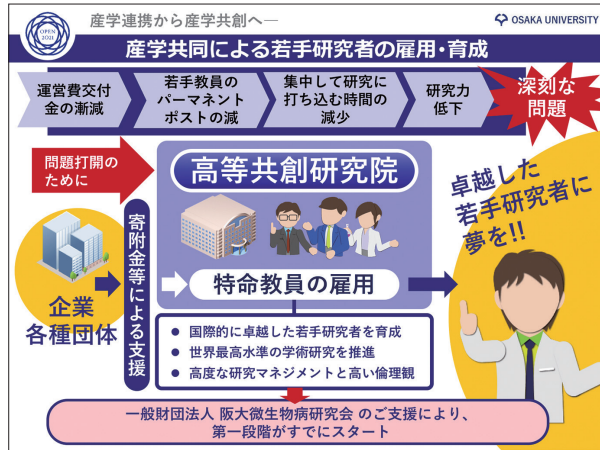 OPEN 2021
産学連携から産学共創へ―
OSAKA UNIVERSITY
産学共同による若手研究者の雇用・育成
運営費交付
金の漸減
若手教員の
パーマネント
ポストの減
集中して研究に
打ち込む時間の
減少
研究力
低下
深刻な
問題
問題打開の
ために
高等共創研究院
卓越した
若手研究者に
夢を!!
企業
各種団体
寄附金等による支援
特命教員の雇用
● 国際的に卓越した若手研究者を育成
● 世界最高水準の学術研究を推進
● 高度な研究マネジメントと高い倫理観
一般財団法人 阪大微生物病研究会 のご支援により、
第一段階がすでにスタート